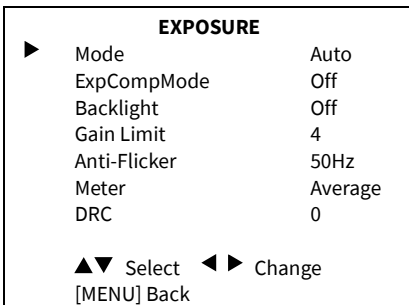 EXPOSURE
▶ Mode Auto
ExpCompMode Off
Backlight Off
Gain Limit 4
Anti-Flicker 50Hz
Meter Average
DRC 0
▲▼ Select ◀ ▶ Change
[MENU] Back